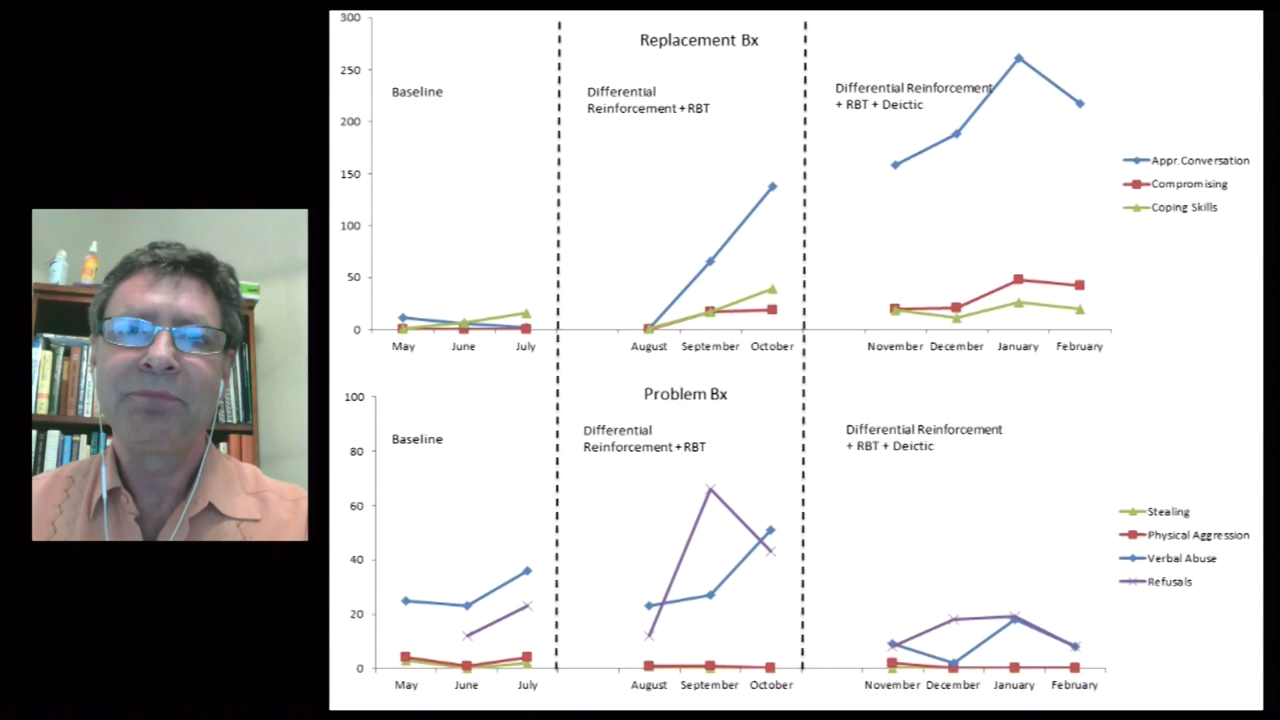 300
Replacement Bx
250
Baseline
Differential
Reinforcement + RBT
Differential Reinforcement
+ RBT + Deictic
200
150
100
50
0
Appr.Conversation
Compromising
Coping Skills
May
June
July
August
September
October
November
December
January
February
Problem Bx
100
Baseline
Differential
Reinforcement + RBT
Differential Reinforcement
+ RBT + Deictic
80
60
40
20
0
Stealing
Physical Aggression
Verbal Abuse
Refusals
May
June
July
August
September
October
November
December
January
February